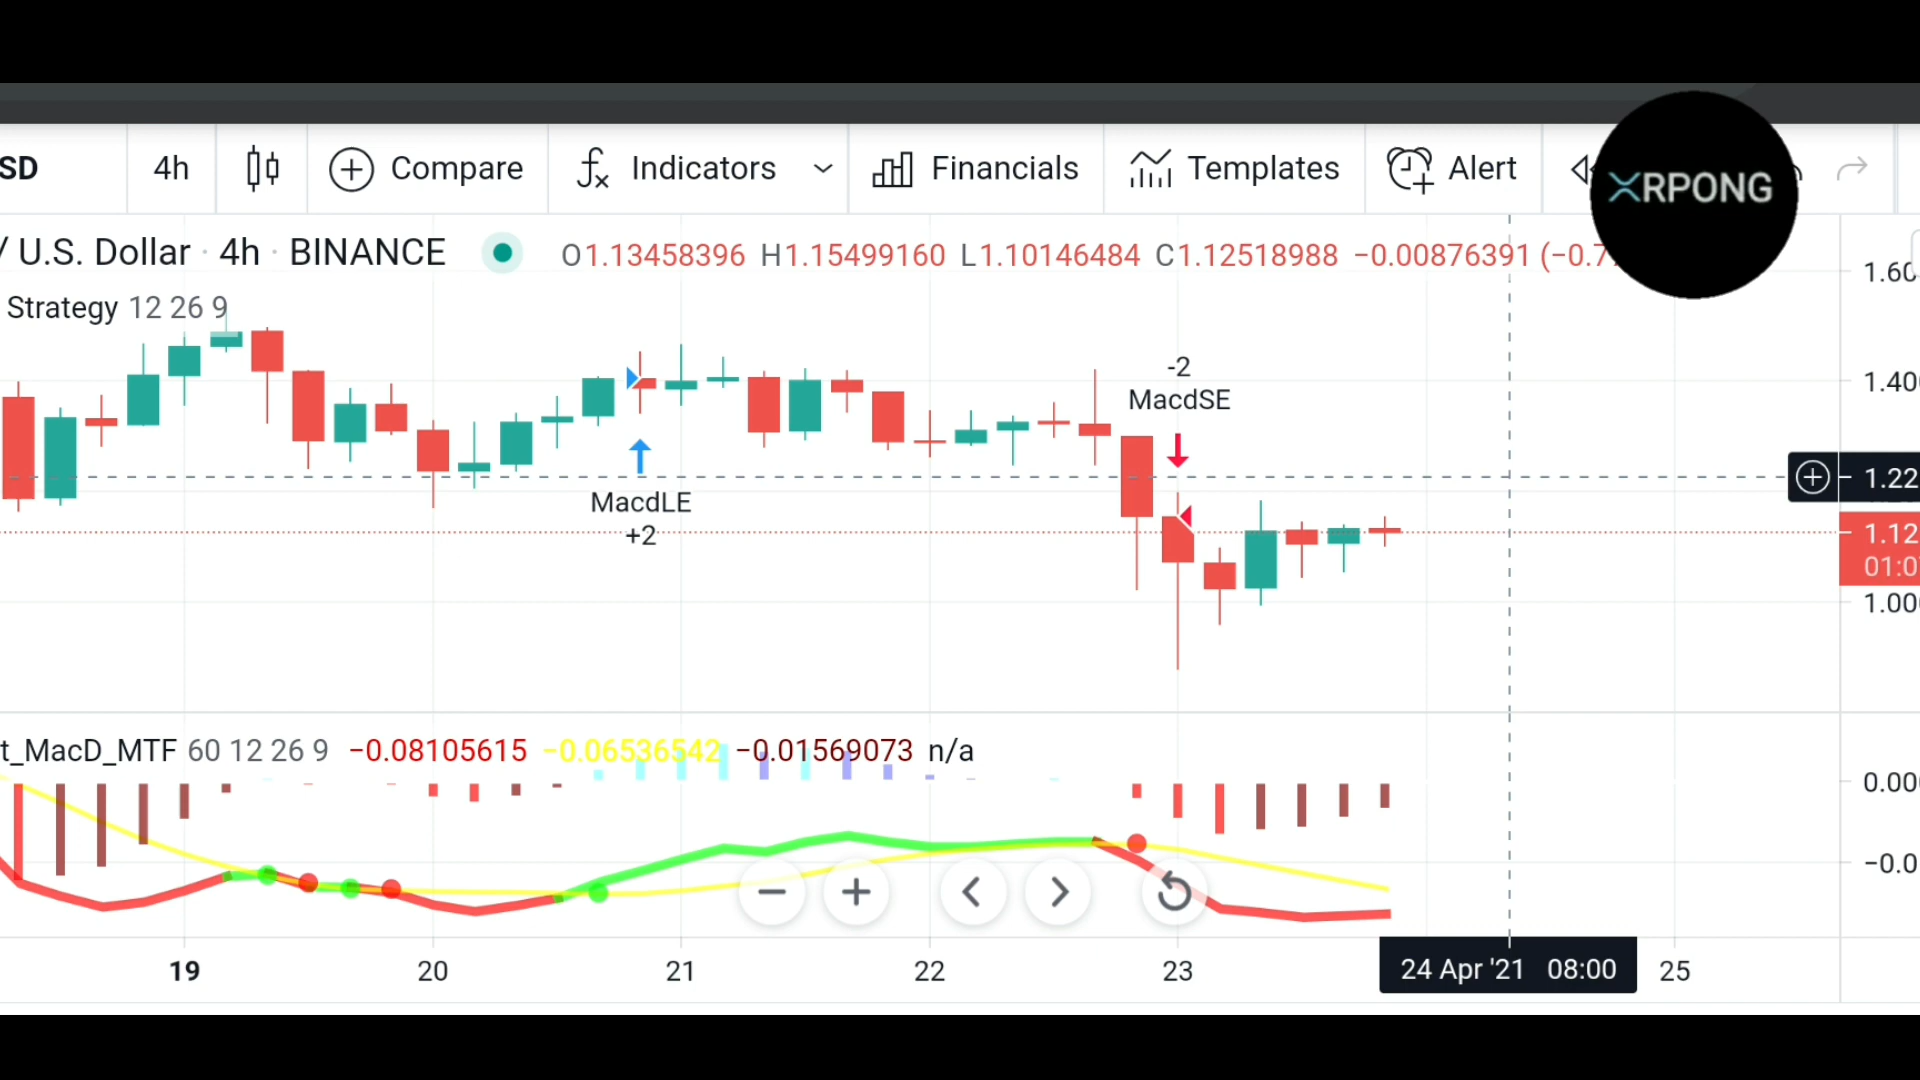 SD 4h Compare Indicators Financials Templates Alert
XRPONG
/ U.S. Dollar · 4h · BINANCE O1.13458396 H1.15499160 L1.10146484 C1.12518988 −0.00876391 (−0.7
Strategy 12 26 9
1.60
1.40
-2
MacdSE
1.22
MacdLE
+2
1.12
01:0
1.00
t_MacD_MTF 60 12 26 9 −0.08105615 −0.06536542 −0.01569073 n/a
0.00
−0.0
19 20 21 22 23 24 Apr '21 08:00 25